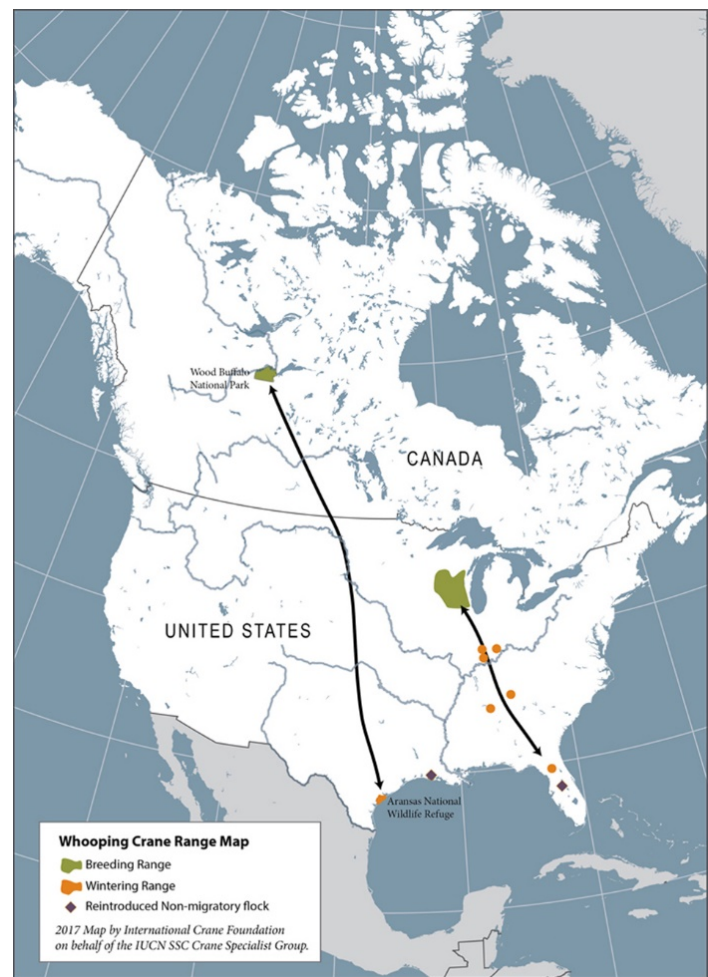 Wood Buffalo
National Park
CANADA
UNITED STATES
Aransas National
Wildlife Refuge
Whooping Crane Range Map
Breeding Range
Wintering Range
Reintroduced Non-migratory flock
2017 Map by International Crane Foundation
on behalf of the IUCN SSC Crane Specialist Group.